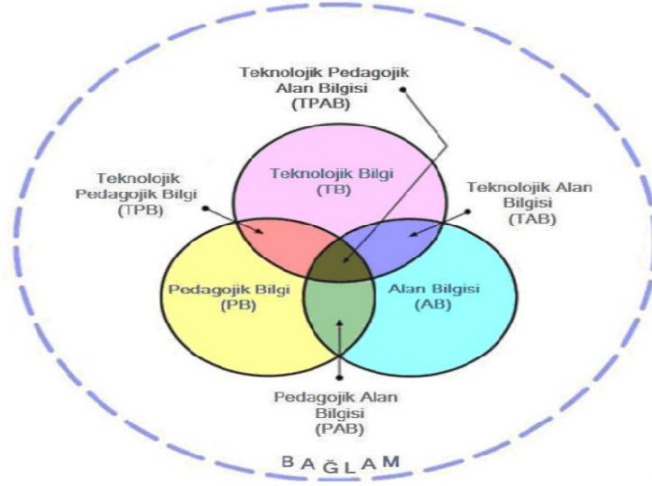 Teknolojik Pedagojik
Alan Bilgisi
(TPAB)
Teknolojik
Pedagojik Bilgi
(TPB)
Teknolojik Bilgi
(TB)
Teknolojik Alan
Bilgisi
(TAB)
Pedagojik Bilgi
(PB)
Alan Bilgisi
(AB)
Pedagojik Alan
Bilgisi
(PAB)
BAĞLAM